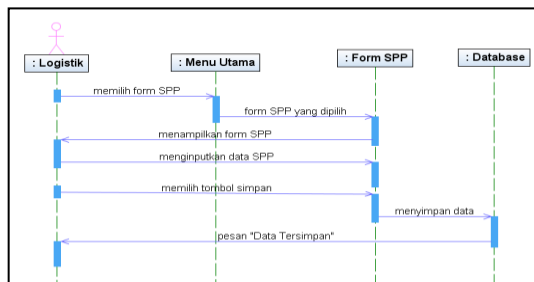 : Logistik
: Menu Utama
: Form SPP
: Database
memilih form SPP
form SPP yang dipilih
menampilkan form SPP
menginputkan data SPP
memilih tombol simpan
menyimpan data
pesan "Data Tersimpan"